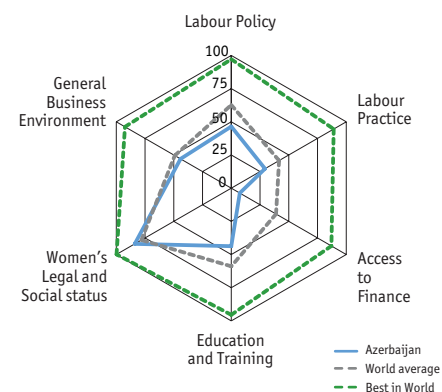 Labour Policy
100
75
50
25
0
General
Business
Environment
Labour
Practice
Women's
Legal and
Social status
Access
to
Finance
Education
and Training
Azerbaijan
World average
Best in World